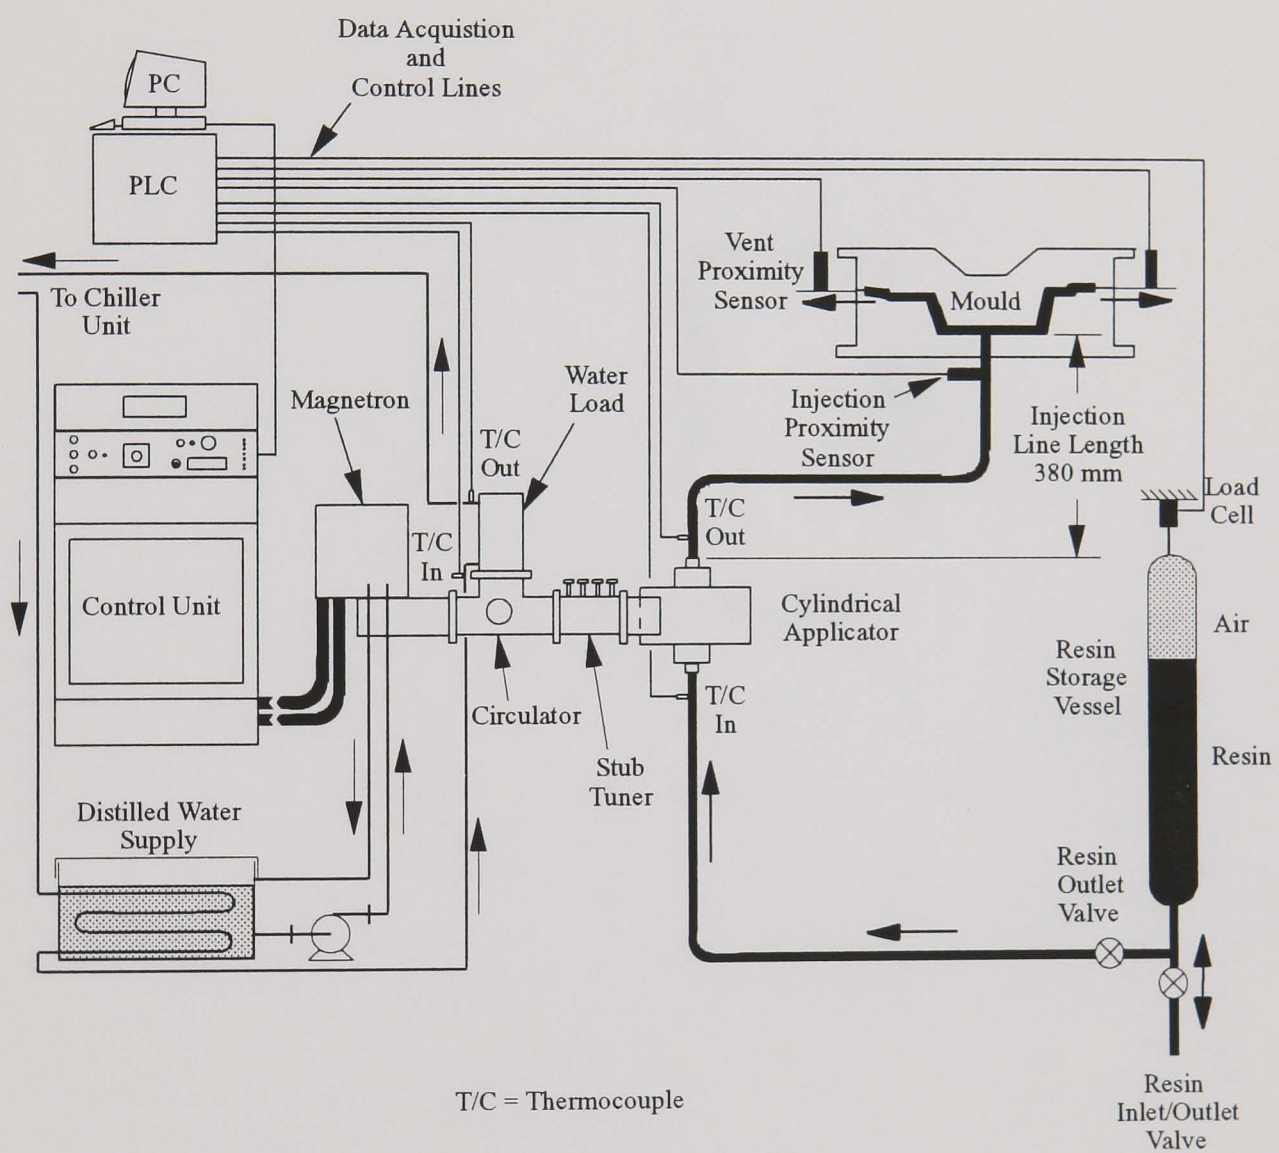 Data Acquistion
and
Control Lines
PC
PLC
To Chiller
Unit
Vent
Proximity
Sensor
Mould
Magnetron
Water
Load
T/C
Out
Injection
Proximity
Sensor
Injection
Line Length
380 mm
Load
Cell
T/C
In
T/C
Out
Control Unit
Cylindrical
Applicator
Air
Resin
Storage
Vessel
Circulator
T/C
In
Resin
Stub
Tuner
Distilled Water
Supply
Resin
Outlet
Valve
T/C = Thermocouple
Resin
Inlet/Outlet
Valve